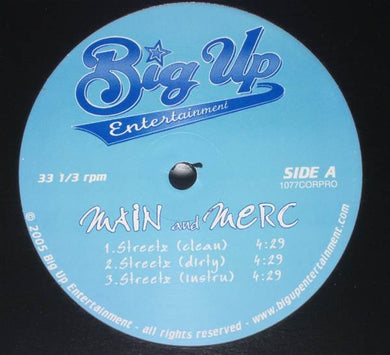 Big Up
Entertainment
33 1/3 rpm
SIDE A
1077CORPRO
MAIN and MERC
1.Streetz (clean) 4:29
2.Streetz (dirty) 4:29
3.Streetz (instru) 4:29
© 2005 Big Up Entertainment - all rights reserved - www.bigupentertainment.com